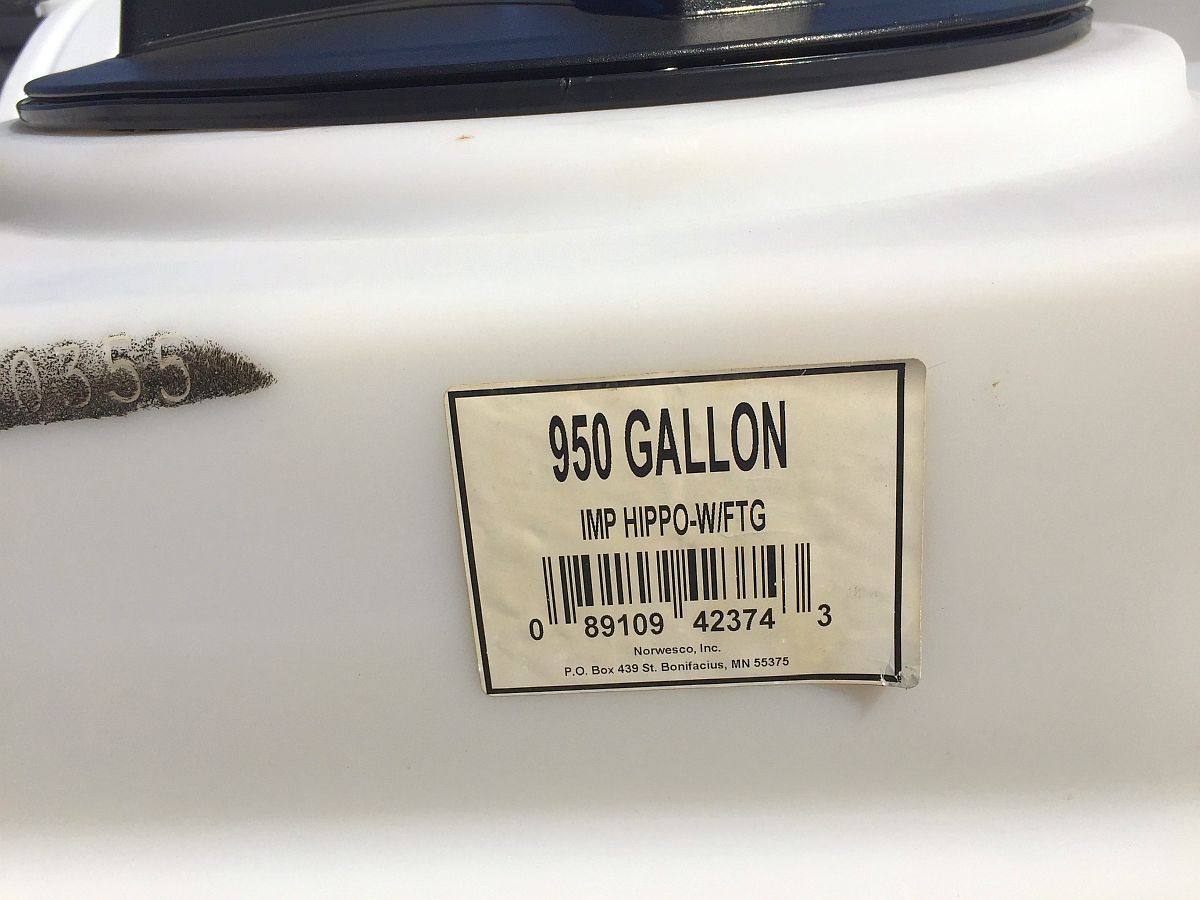 0355
950 GALLON
IMP HIPPO-W/FTG
0 89109 42374 3
Norwesco, Inc.
P.O. Box 439 St. Bonifacius, MN 55375